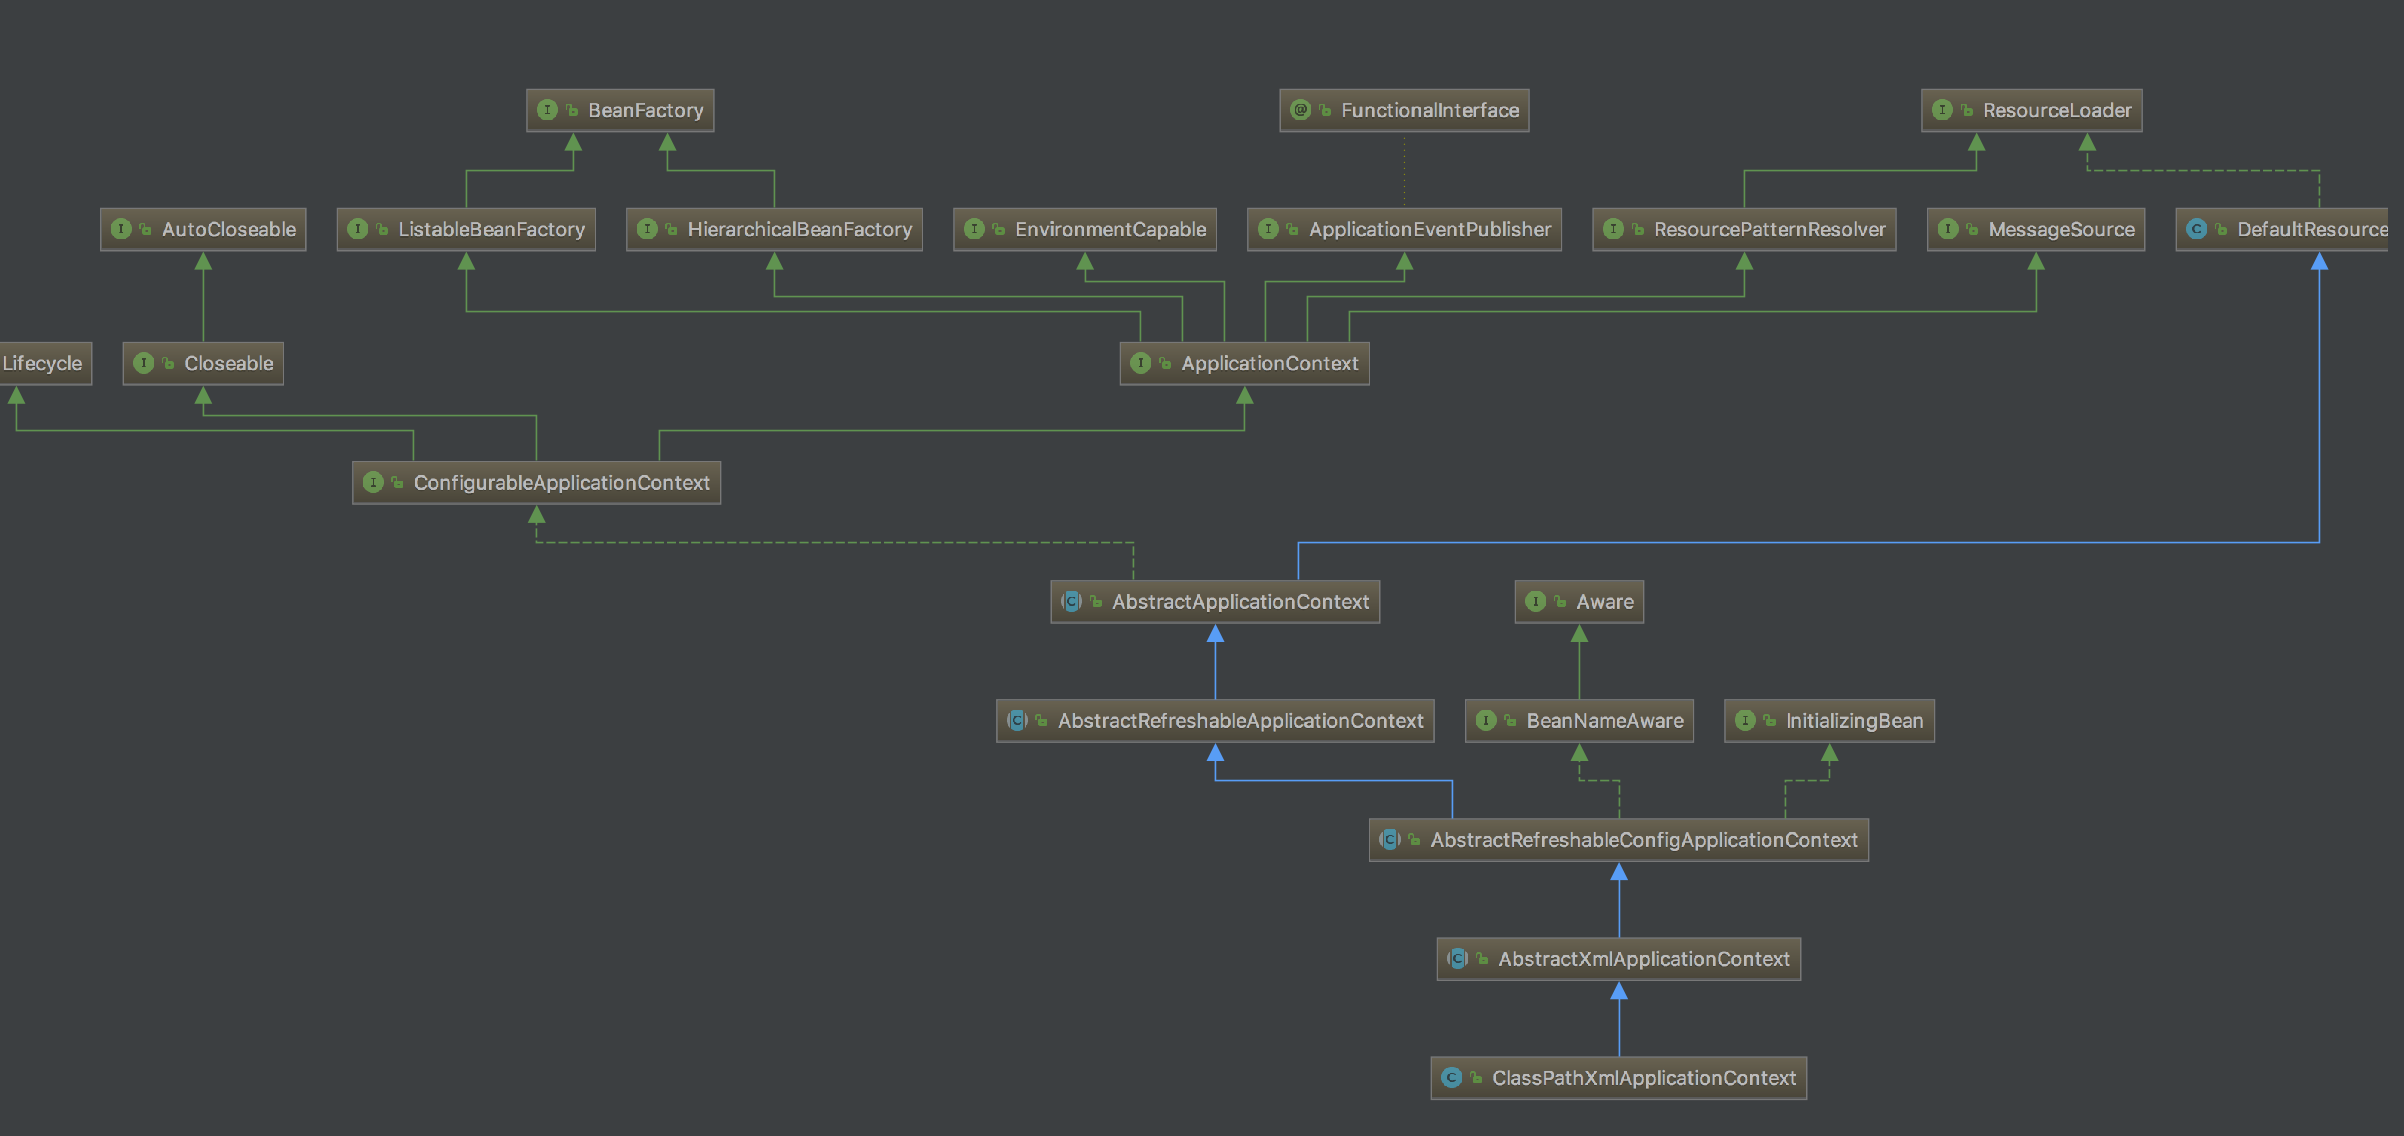 BeanFactory
FunctionalInterface
ResourceLoader
AutoCloseable
ListableBeanFactory
HierarchicalBeanFactory
EnvironmentCapable
ApplicationEventPublisher
ResourcePatternResolver
MessageSource
DefaultResource
Lifecycle
Closeable
ApplicationContext
ConfigurableApplicationContext
AbstractApplicationContext
Aware
AbstractRefreshableApplicationContext
BeanNameAware
InitializingBean
AbstractRefreshableConfigApplicationContext
AbstractXmlApplicationContext
ClassPathXmlApplicationContext